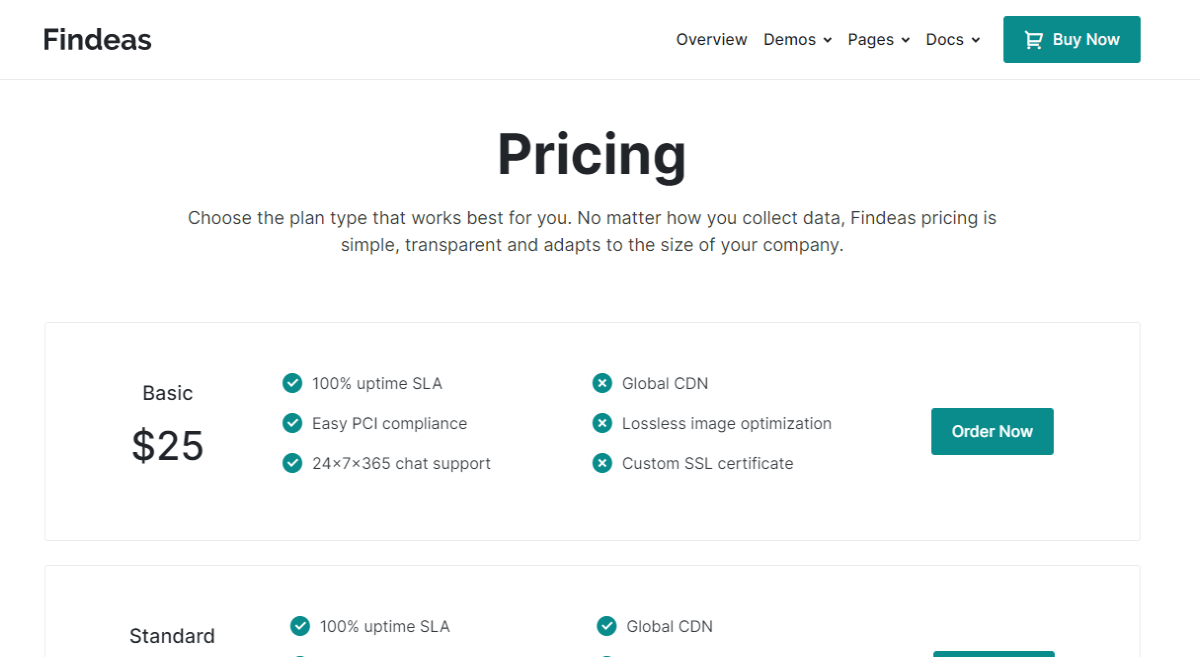 Findeas
Overview Demos Pages Docs Buy Now
Pricing
Choose the plan type that works best for you. No matter how you collect data, Findeas pricing is
simple, transparent and adapts to the size of your company.
Basic
$25
100% uptime SLA
Easy PCI compliance
24×7×365 chat support
Global CDN
Lossless image optimization
Custom SSL certificate
Order Now
Standard
100% uptime SLA
Global CDN